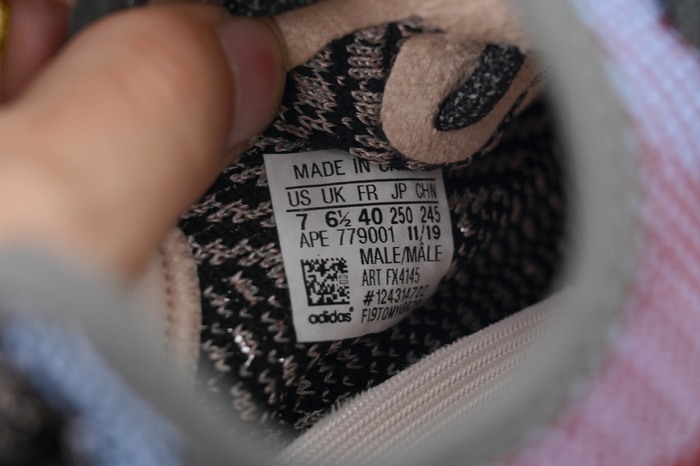 MADE IN
US UK FR JP CHN
7 6½ 40 250 245
APE 779001 11/19
MALE/MÂLE
ART FX4145
#124314702
adidas